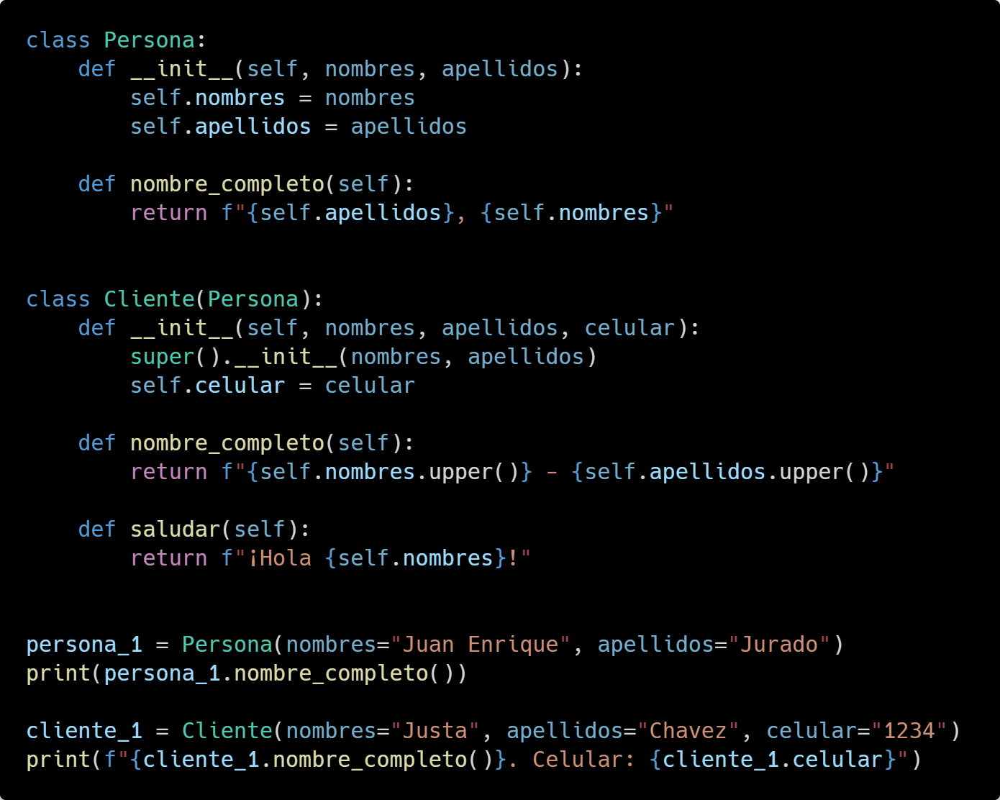 class Persona:
    def __init__(self, nombres, apellidos):
        self.nombres = nombres
        self.apellidos = apellidos

    def nombre_completo(self):
        return f"{self.apellidos}, {self.nombres}"


class Cliente(Persona):
    def __init__(self, nombres, apellidos, celular):
        super().__init__(nombres, apellidos)
        self.celular = celular

    def nombre_completo(self):
        return f"{self.nombres.upper()} - {self.apellidos.upper()}"

    def saludar(self):
        return f"¡Hola {self.nombres}!"


persona_1 = Persona(nombres="Juan Enrique", apellidos="Jurado")
print(persona_1.nombre_completo())

cliente_1 = Cliente(nombres="Justa", apellidos="Chavez", celular="1234")
print(f"{cliente_1.nombre_completo()}. Celular: {cliente_1.celular}")